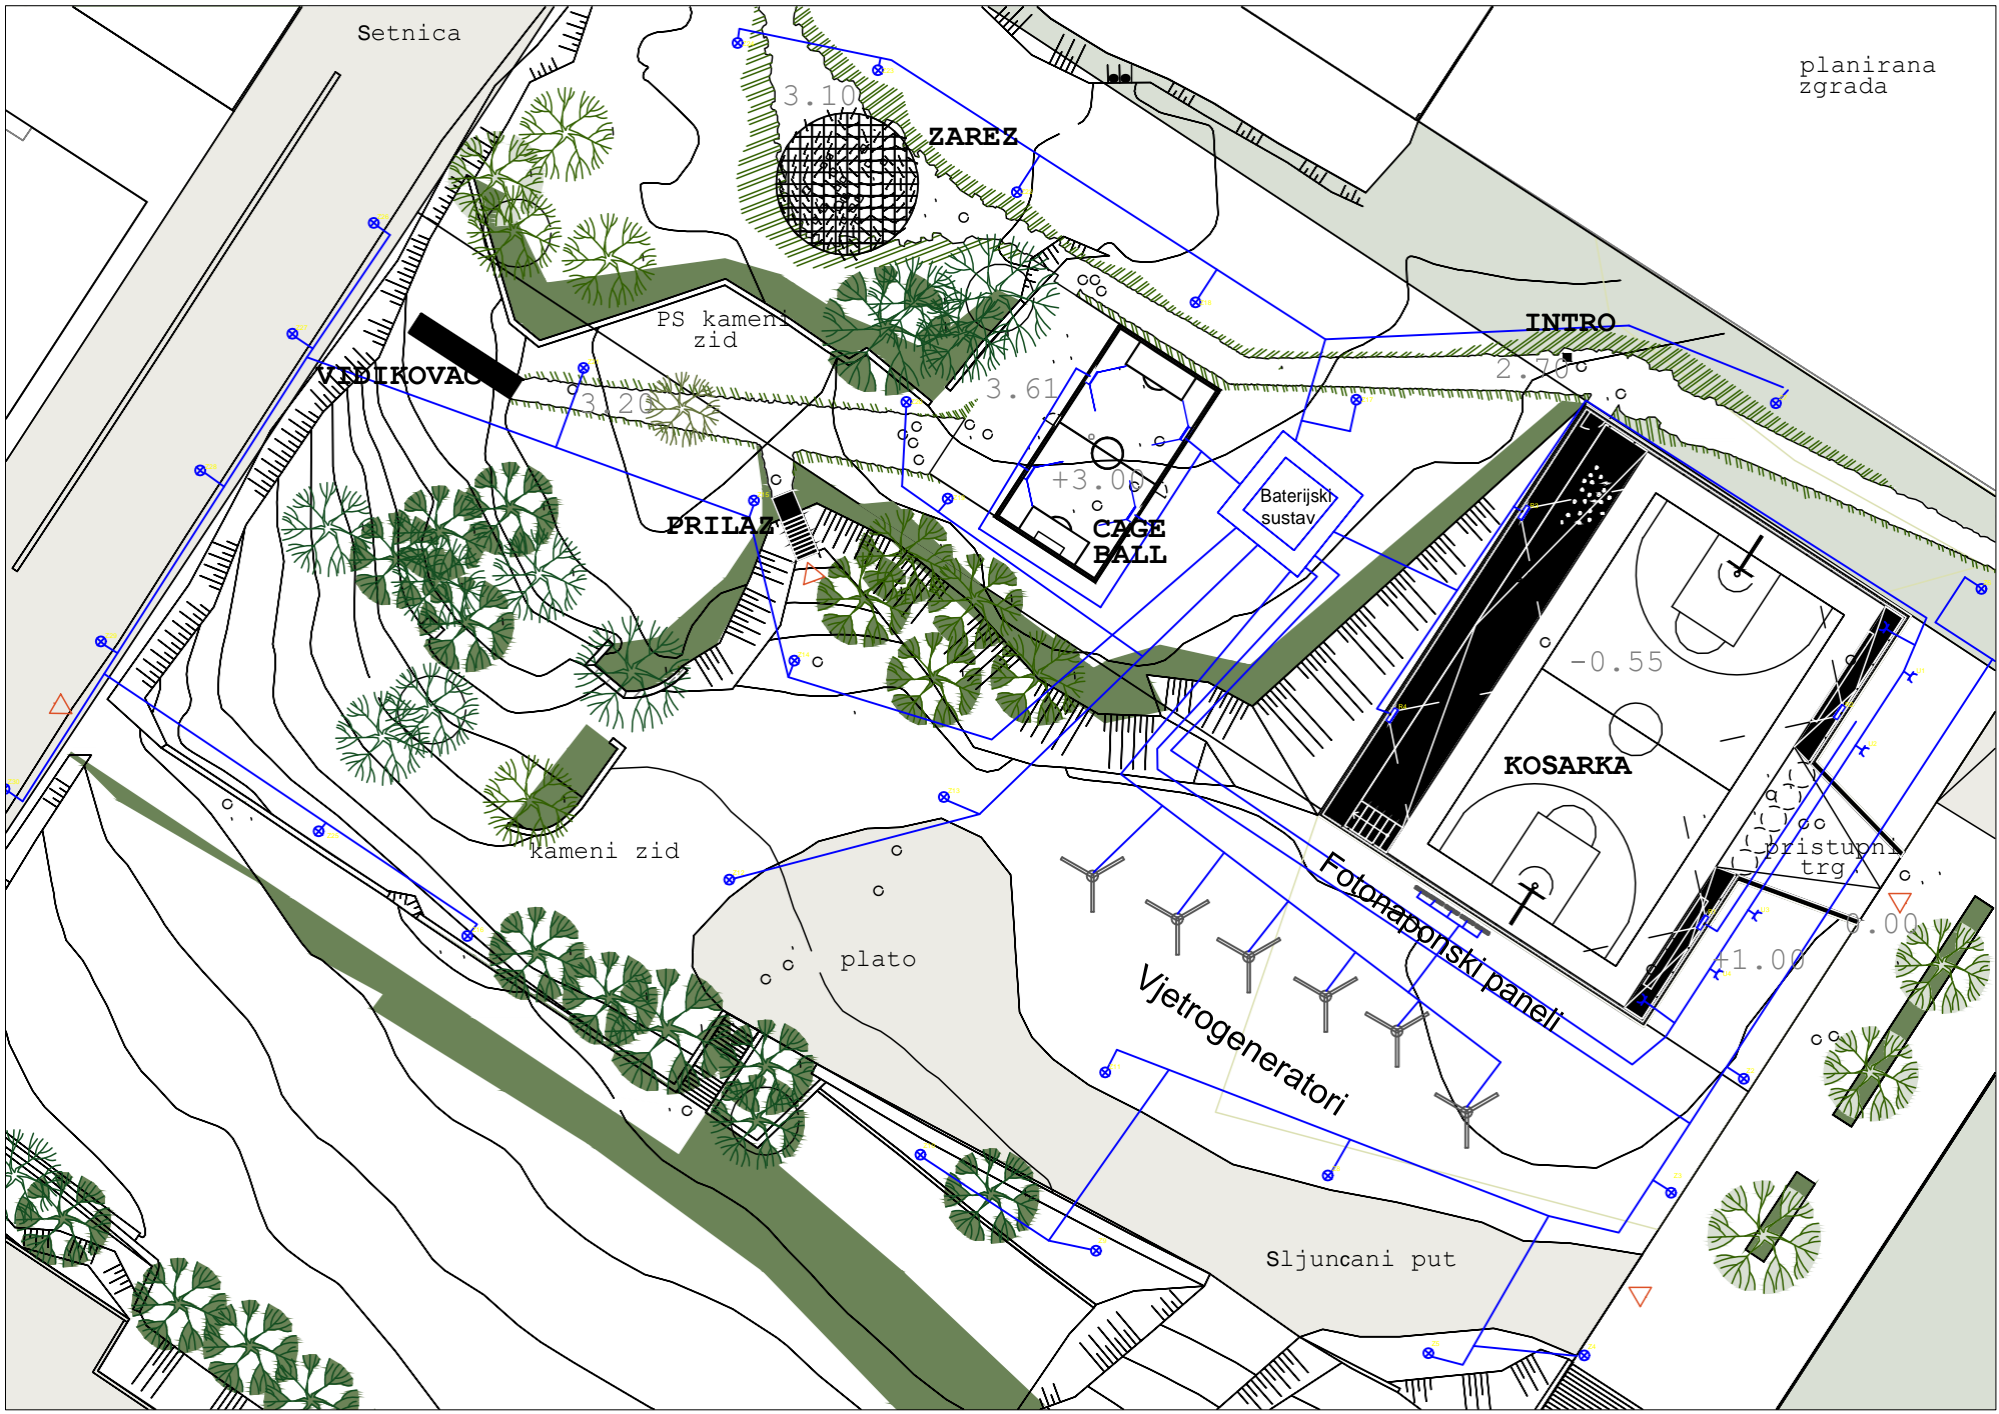 Setnica
planirana
zgrada
3.10
ZAREZ
PS kameni
zid
INTRO
2.70
VIDIKOVAC
3.20
3.61
+3.00
Baterijski
sustav
PRILAZ
CAGE
BALL
-0.55
KOSARKA
kameni zid
pristupni
trg
Fotonaponski paneli
0.00
+1.00
plato
Vjetrogeneratori
Sljuncani put